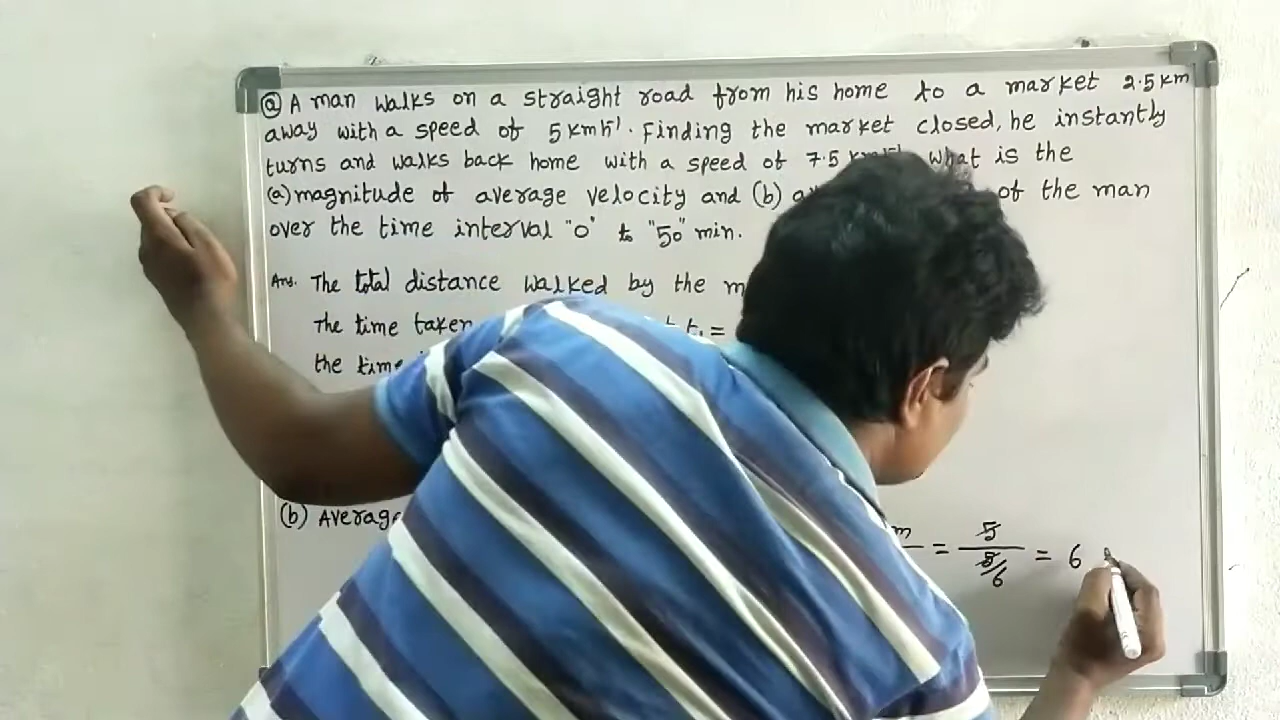 @ A man walks on a straight road from his home to a market 2.5 km
away with a speed of 5 kmh⁻¹. Finding the market closed, he instantly
turns and walks back home with a speed of 7.5 What is the
(a) magnitude of average velocity and (b) of the man
over the time interval "0" to "50" min.
Ans. The total distance walked by the
The time taken t₁ =
the time
(b) Average
m = 5 / 5/6 = 6